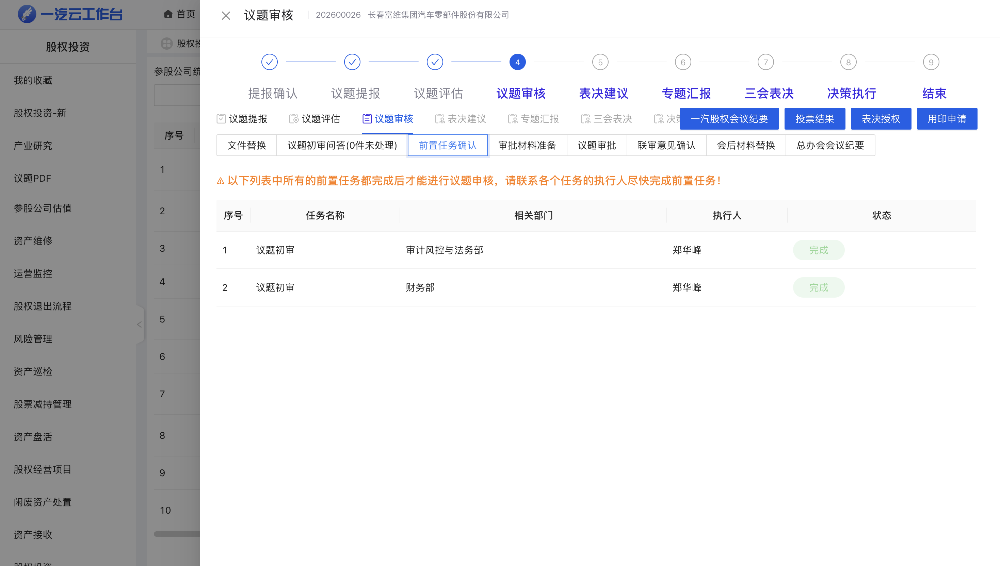 一汽云工作台
首页
股权投资
我的收藏
股权投资-新
产业研究
议题PDF
参股公司估值
资产维修
运营监控
股权退出流程
风险管理
资产巡检
股票减持管理
资产盘活
股权经营项目
闲废资产处置
资产接收
股权投资
股权投
参股公司统
序号
1
2
3
4
5
6
7
8
9
10
议题审核 | 202600026 长春富维集团汽车零部件股份有限公司
4 5 6 7 8 9
提报确认 议题提报 议题评估 议题审核 表决建议 专题汇报 三会表决 决策执行 结束
议题提报 议题评估 议题审核 表决建议 专题汇报 三会表决 决策 一汽股权会议纪要 投票结果 表决授权 用印申请
文件替换 议题初审问答(0件未处理) 前置任务确认 审批材料准备 议题审批 联审意见确认 会后材料替换 总办会会议纪要
以下列表中所有的前置任务都完成后才能进行议题审核，请联系各个任务的执行人尽快完成前置任务！
序号 任务名称 相关部门 执行人 状态
1 议题初审 审计风控与法务部 郑华峰 完成
2 议题初审 财务部 郑华峰 完成